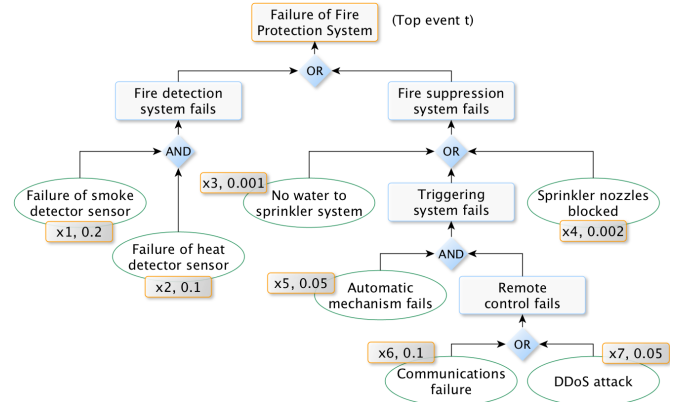 Failure of Fire
Protection System
(Top event t)
OR
Fire detection
system fails
Fire suppression
system fails
AND
OR
x3, 0.001
Failure of smoke
detector sensor
x1, 0.2
No water to
sprinkler system
Triggering
system fails
Sprinkler nozzles
blocked
x4, 0.002
Failure of heat
detector sensor
x2, 0.1
AND
x5, 0.05
Automatic
mechanism fails
Remote
control fails
OR
x6, 0.1
x7, 0.05
Communications
failure
DDoS attack